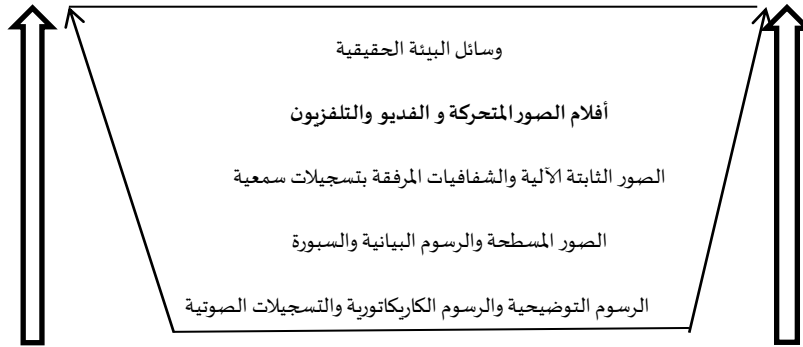 وسائل البيئة الحقيقية
أفلام الصور المتحركة و الفديو والتلفزيون
الصور الثابتة الآلية والشفافيات المرفقة بتسجيلات سمعية
الصور المسطحة والرسوم البيانية والسبورة
الرسوم التوضيحية والرسوم الكاريكاتورية والتسجيلات الصوتية